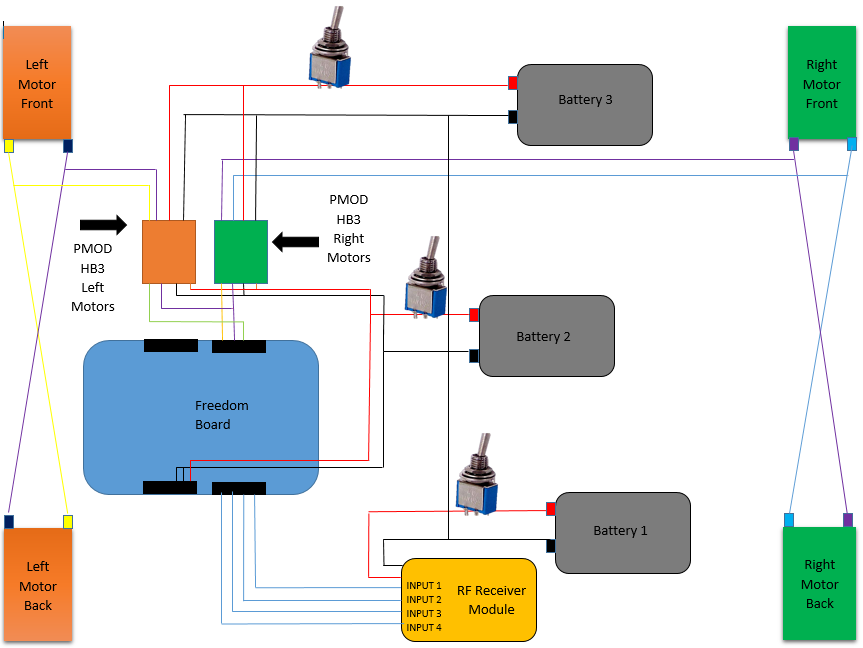 Left
Motor
Front
Right
Motor
Front
Battery 3
PMOD
HB3
Right
Motors
PMOD
HB3
Left
Motors
Battery 2
Freedom
Board
Battery 1
Left
Motor
Back
INPUT 1
INPUT 2
INPUT 3
INPUT 4
RF Receiver
Module
Right
Motor
Back